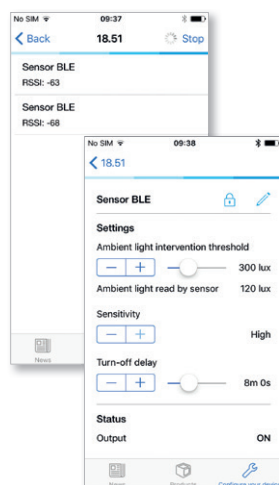 No SIM 09:37
Back 18.51 Stop
Sensor BLE
RSSI: -63
Sensor BLE
RSSI: -68
News
No SIM 09:38
18.51
Sensor BLE
Settings
Ambient light intervention threshold
− + 300 lux
Ambient light read by sensor 120 lux
Sensitivity
− + High
Turn-off delay
− + 8m 0s
Status
Output ON
News Products Configure your device